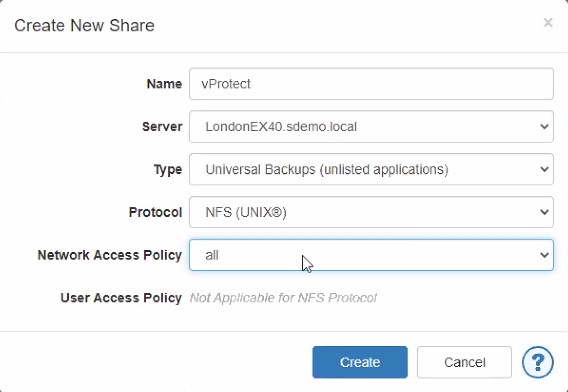 Create New Share ×
Name vProtect
Server LondonEX40.sdemo.local
Type Universal Backups (unlisted applications)
Protocol NFS (UNIX®)
Network Access Policy all
User Access Policy Not Applicable for NFS Protocol
Create Cancel ?